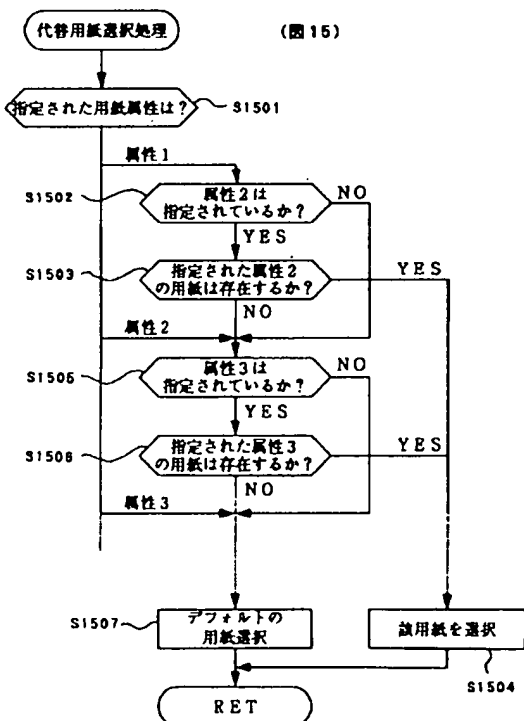 代替用紙選択処理
(図15)
指定された用紙属性は？
S1501
属性1
S1502
属性2は
指定されているか？
NO
YES
S1503
指定された属性2
の用紙は存在するか？
YES
NO
属性2
S1505
属性3は
指定されているか？
NO
YES
S1506
指定された属性3
の用紙は存在するか？
YES
NO
属性3
S1507
デフォルトの
用紙選択
該用紙を選択
S1504
RET